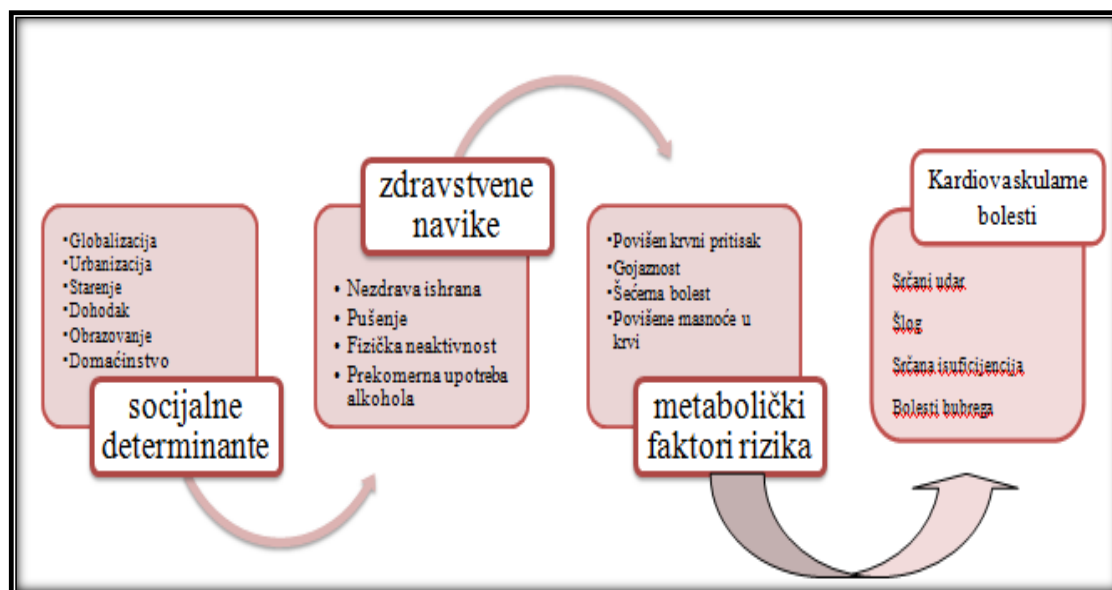 •Globalizacija
•Urbanizacija
•Starenje
•Dohodak
•Obrazovanje
•Domaćinstvo
socijalne
determinante
zdravstvene
navike
• Nezdrava ishrana
• Pušenje
• Fizička neaktivnost
• Prekomerna upotreba
alkohola
•Povišen krvni pritisak
•Gojaznost
•Šećerna bolest
•Povišene masnoće u
krvi
metabolički
faktori rizika
Kardiovaskularne
bolesti
Srčani udar
Šlog
Srčana isuficijencija
Bolesti bubrega